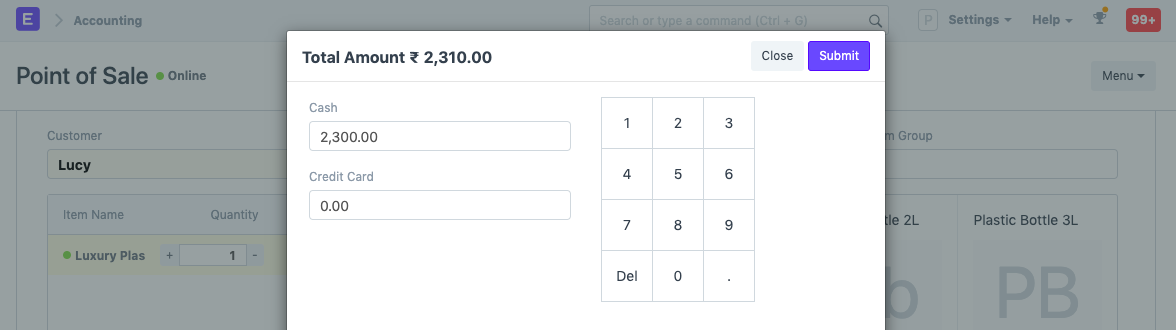 E Accounting Search or type a command (Ctrl + G) P Settings Help 99+
Total Amount ₹ 2,310.00 Close Submit
Point of Sale Online Menu
Cash 1 2 3
2,300.00
Customer m Group
Lucy
Credit Card 4 5 6
0.00
Item Name Quantity 7 8 9 tle 2L Plastic Bottle 3L
Luxury Plas + 1 -
Del 0 .
b PB